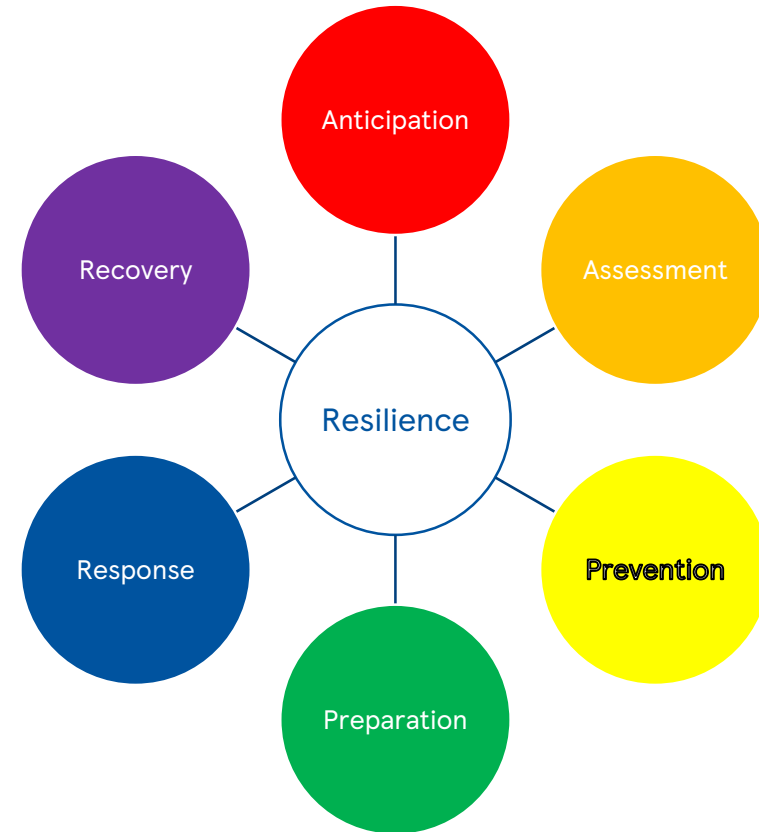 Anticipation
Assessment
Prevention
Preparation
Response
Recovery
Resilience